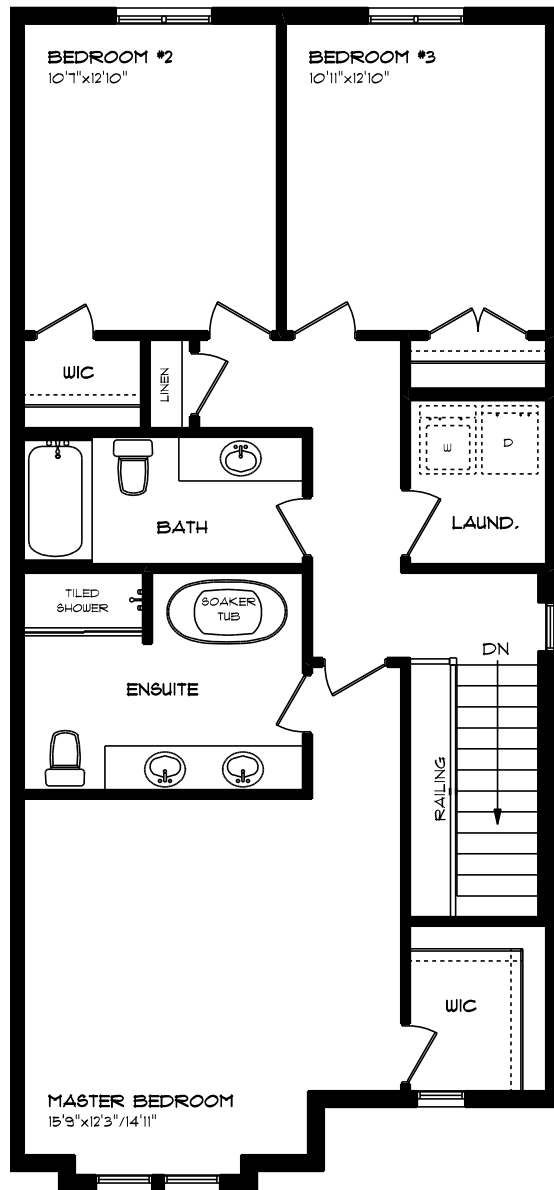 BEDROOM #2
10'7"x12'10"
BEDROOM #3
10'11"x12'10"
WIC
LINEN
W
D
LAUND.
BATH
TILED
SHOWER
SOAKER
TUB
ENSUITE
DN
RAILING
WIC
MASTER BEDROOM
15'9"x12'3"/14'11"